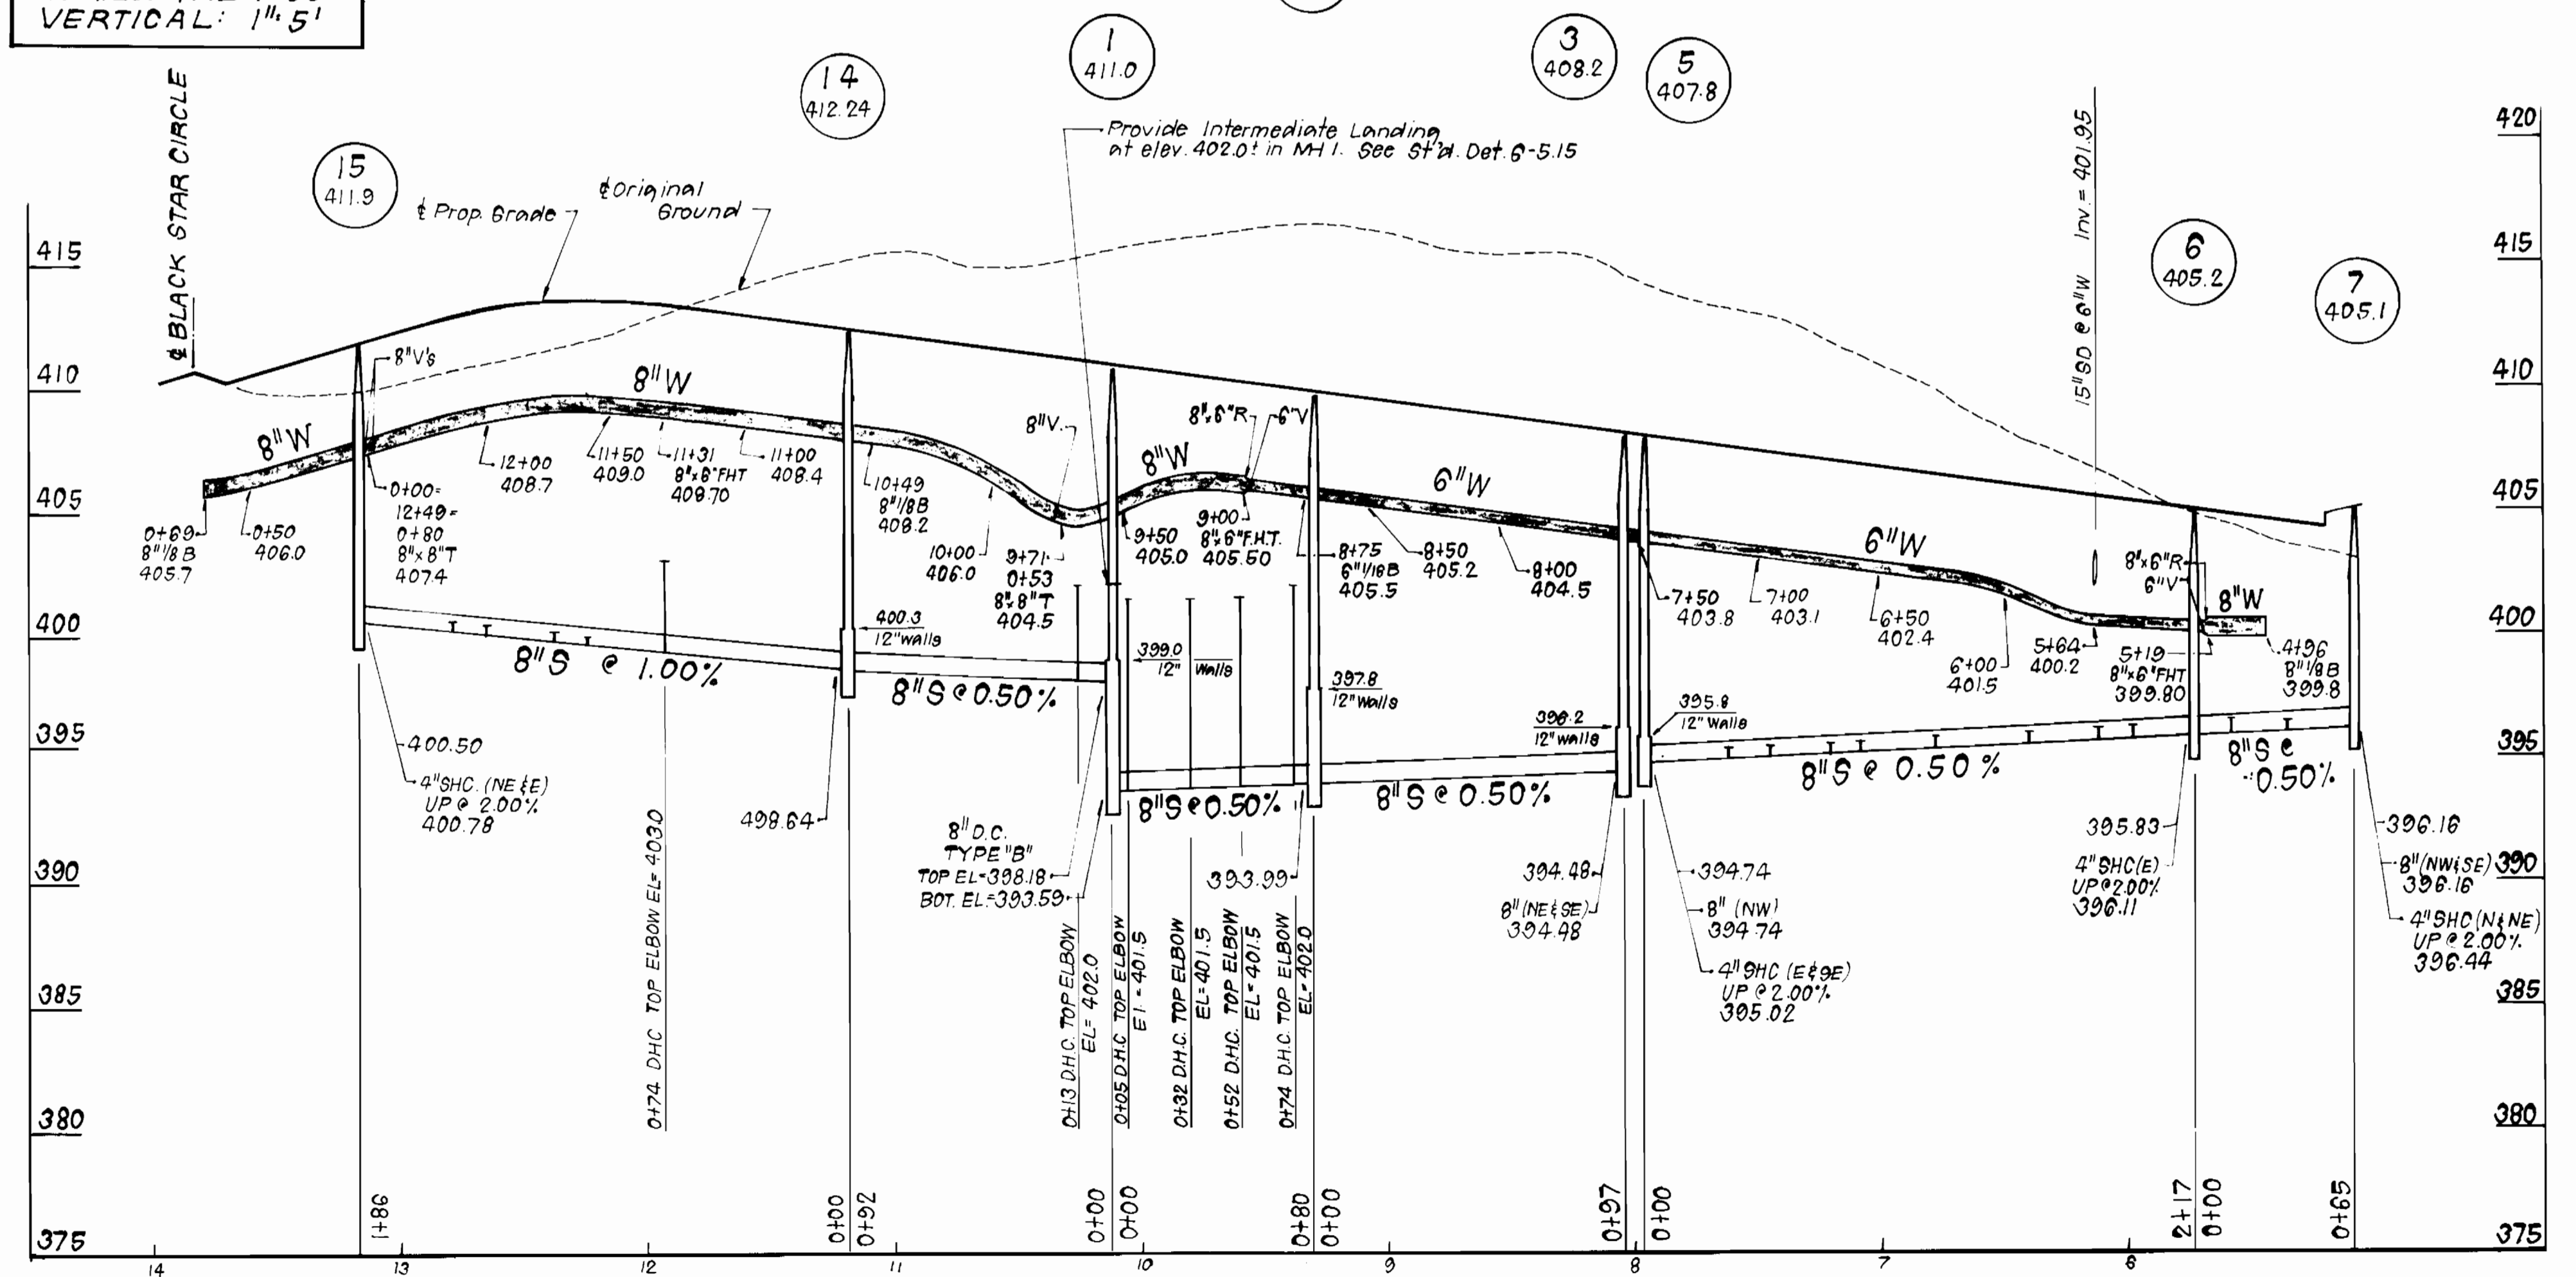 VERTICAL: 1"=5'
℄ BLACK STAR CIRCLE
15
411.9
14
412.24
1
411.0
3
408.2
5
407.8
6
405.2
7
405.1
℄ Prop. Grade
℄ Original
Ground
Provide Intermediate Landing
at elev. 402.0± in MH 1. See St'd. Det. 6-5.15
15" SD @ 6"W Inv.= 401.95
420
415
415
410
410
405
405
400
400
395
395
390
390
385
385
380
380
375
375
8"W
8"V's
8"W
8"V.
8"W
8"x6"R
6"V
6"W
6"W
8"x6"R
6"V
8"W
0+69
8"1/8 B
405.7
0+50
406.0
0+00=
12+49=
0+80
8"x8"T
407.4
12+00
408.7
11+50
409.0
11+31
8"x6"FHT
408.70
11+00
408.4
10+49
8"1/8B
408.2
10+00
406.0
9+71
0+53
8"x8"T
404.5
9+50
405.0
9+00
8"x6"F.H.T.
405.50
8+75
6"1/16B
405.5
8+50
405.2
8+00
404.5
7+50
403.8
7+00
403.1
6+50
402.4
6+00
401.5
5+64
400.2
5+19
8"x6"FHT
399.80
4+96
8"1/8B
399.8
8"S @ 1.00%
400.3
12"walls
8"S @ 0.50%
399.0
12" walls
397.8
12"walls
396.2
12"walls
395.8
12"walls
8"S @ 0.50%
8"S @ 0.50%
8"S @ 0.50%
8"S @
0.50%
400.50
4"SHC. (NE & E)
UP @ 2.00%
400.78
0+74 DHC TOP ELBOW EL= 403.0
498.64
8" D.C.
TYPE "B"
TOP EL=398.18
BOT. EL=393.59
393.99
0+13 D.H.C. TOP ELBOW
EL= 402.0
0+05 D.H.C TOP ELBOW
El = 401.5
0+32 D.H.C. TOP ELBOW
EL= 401.5
0+52 D.H.C. TOP ELBOW
EL= 401.5
0+74 D.H.C. TOP ELBOW
EL= 402.0
394.48
8" (NE & SE)
394.48
394.74
8" (NW)
394.74
4" SHC (E & SE)
UP @ 2.00%
395.02
395.83
4" SHC(E)
UP @ 2.00%
396.11
396.16
8"(NW & SE)
396.16
4" SHC (N & NE)
UP @ 2.00%
396.44
1+86
0+00
0+92
0+00
0+00
0+80
0+00
0+97
0+00
2+17
0+00
0+65
14
13
12
11
10
9
8
7
6